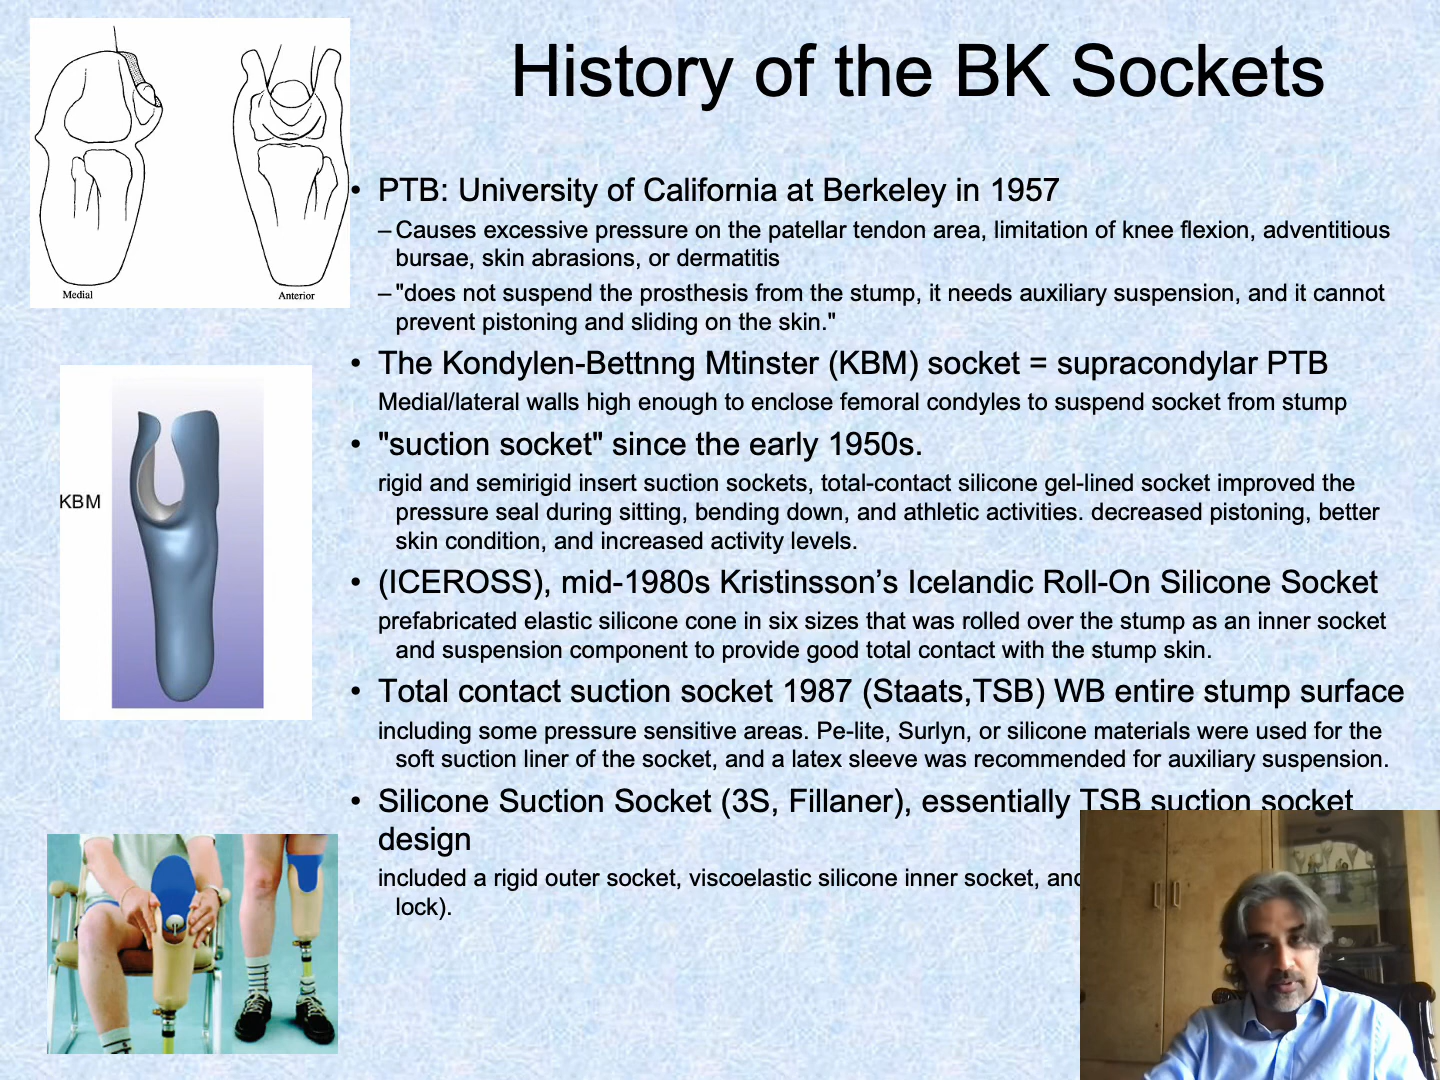 History of the BK Sockets
Medial
Anterior
• PTB: University of California at Berkeley in 1957
– Causes excessive pressure on the patellar tendon area, limitation of knee flexion, adventitious
bursae, skin abrasions, or dermatitis
– "does not suspend the prosthesis from the stump, it needs auxiliary suspension, and it cannot
prevent pistoning and sliding on the skin."
• The Kondylen-Bettnng Mtinster (KBM) socket = supracondylar PTB
Medial/lateral walls high enough to enclose femoral condyles to suspend socket from stump
• "suction socket" since the early 1950s.
rigid and semirigid insert suction sockets, total-contact silicone gel-lined socket improved the
pressure seal during sitting, bending down, and athletic activities. decreased pistoning, better
skin condition, and increased activity levels.
KBM
• (ICEROSS), mid-1980s Kristinsson’s Icelandic Roll-On Silicone Socket
prefabricated elastic silicone cone in six sizes that was rolled over the stump as an inner socket
and suspension component to provide good total contact with the stump skin.
• Total contact suction socket 1987 (Staats,TSB) WB entire stump surface
including some pressure sensitive areas. Pe-lite, Surlyn, or silicone materials were used for the
soft suction liner of the socket, and a latex sleeve was recommended for auxiliary suspension.
• Silicone Suction Socket (3S, Fillaner), essentially TSB suction socket
design
included a rigid outer socket, viscoelastic silicone inner socket, and
lock).